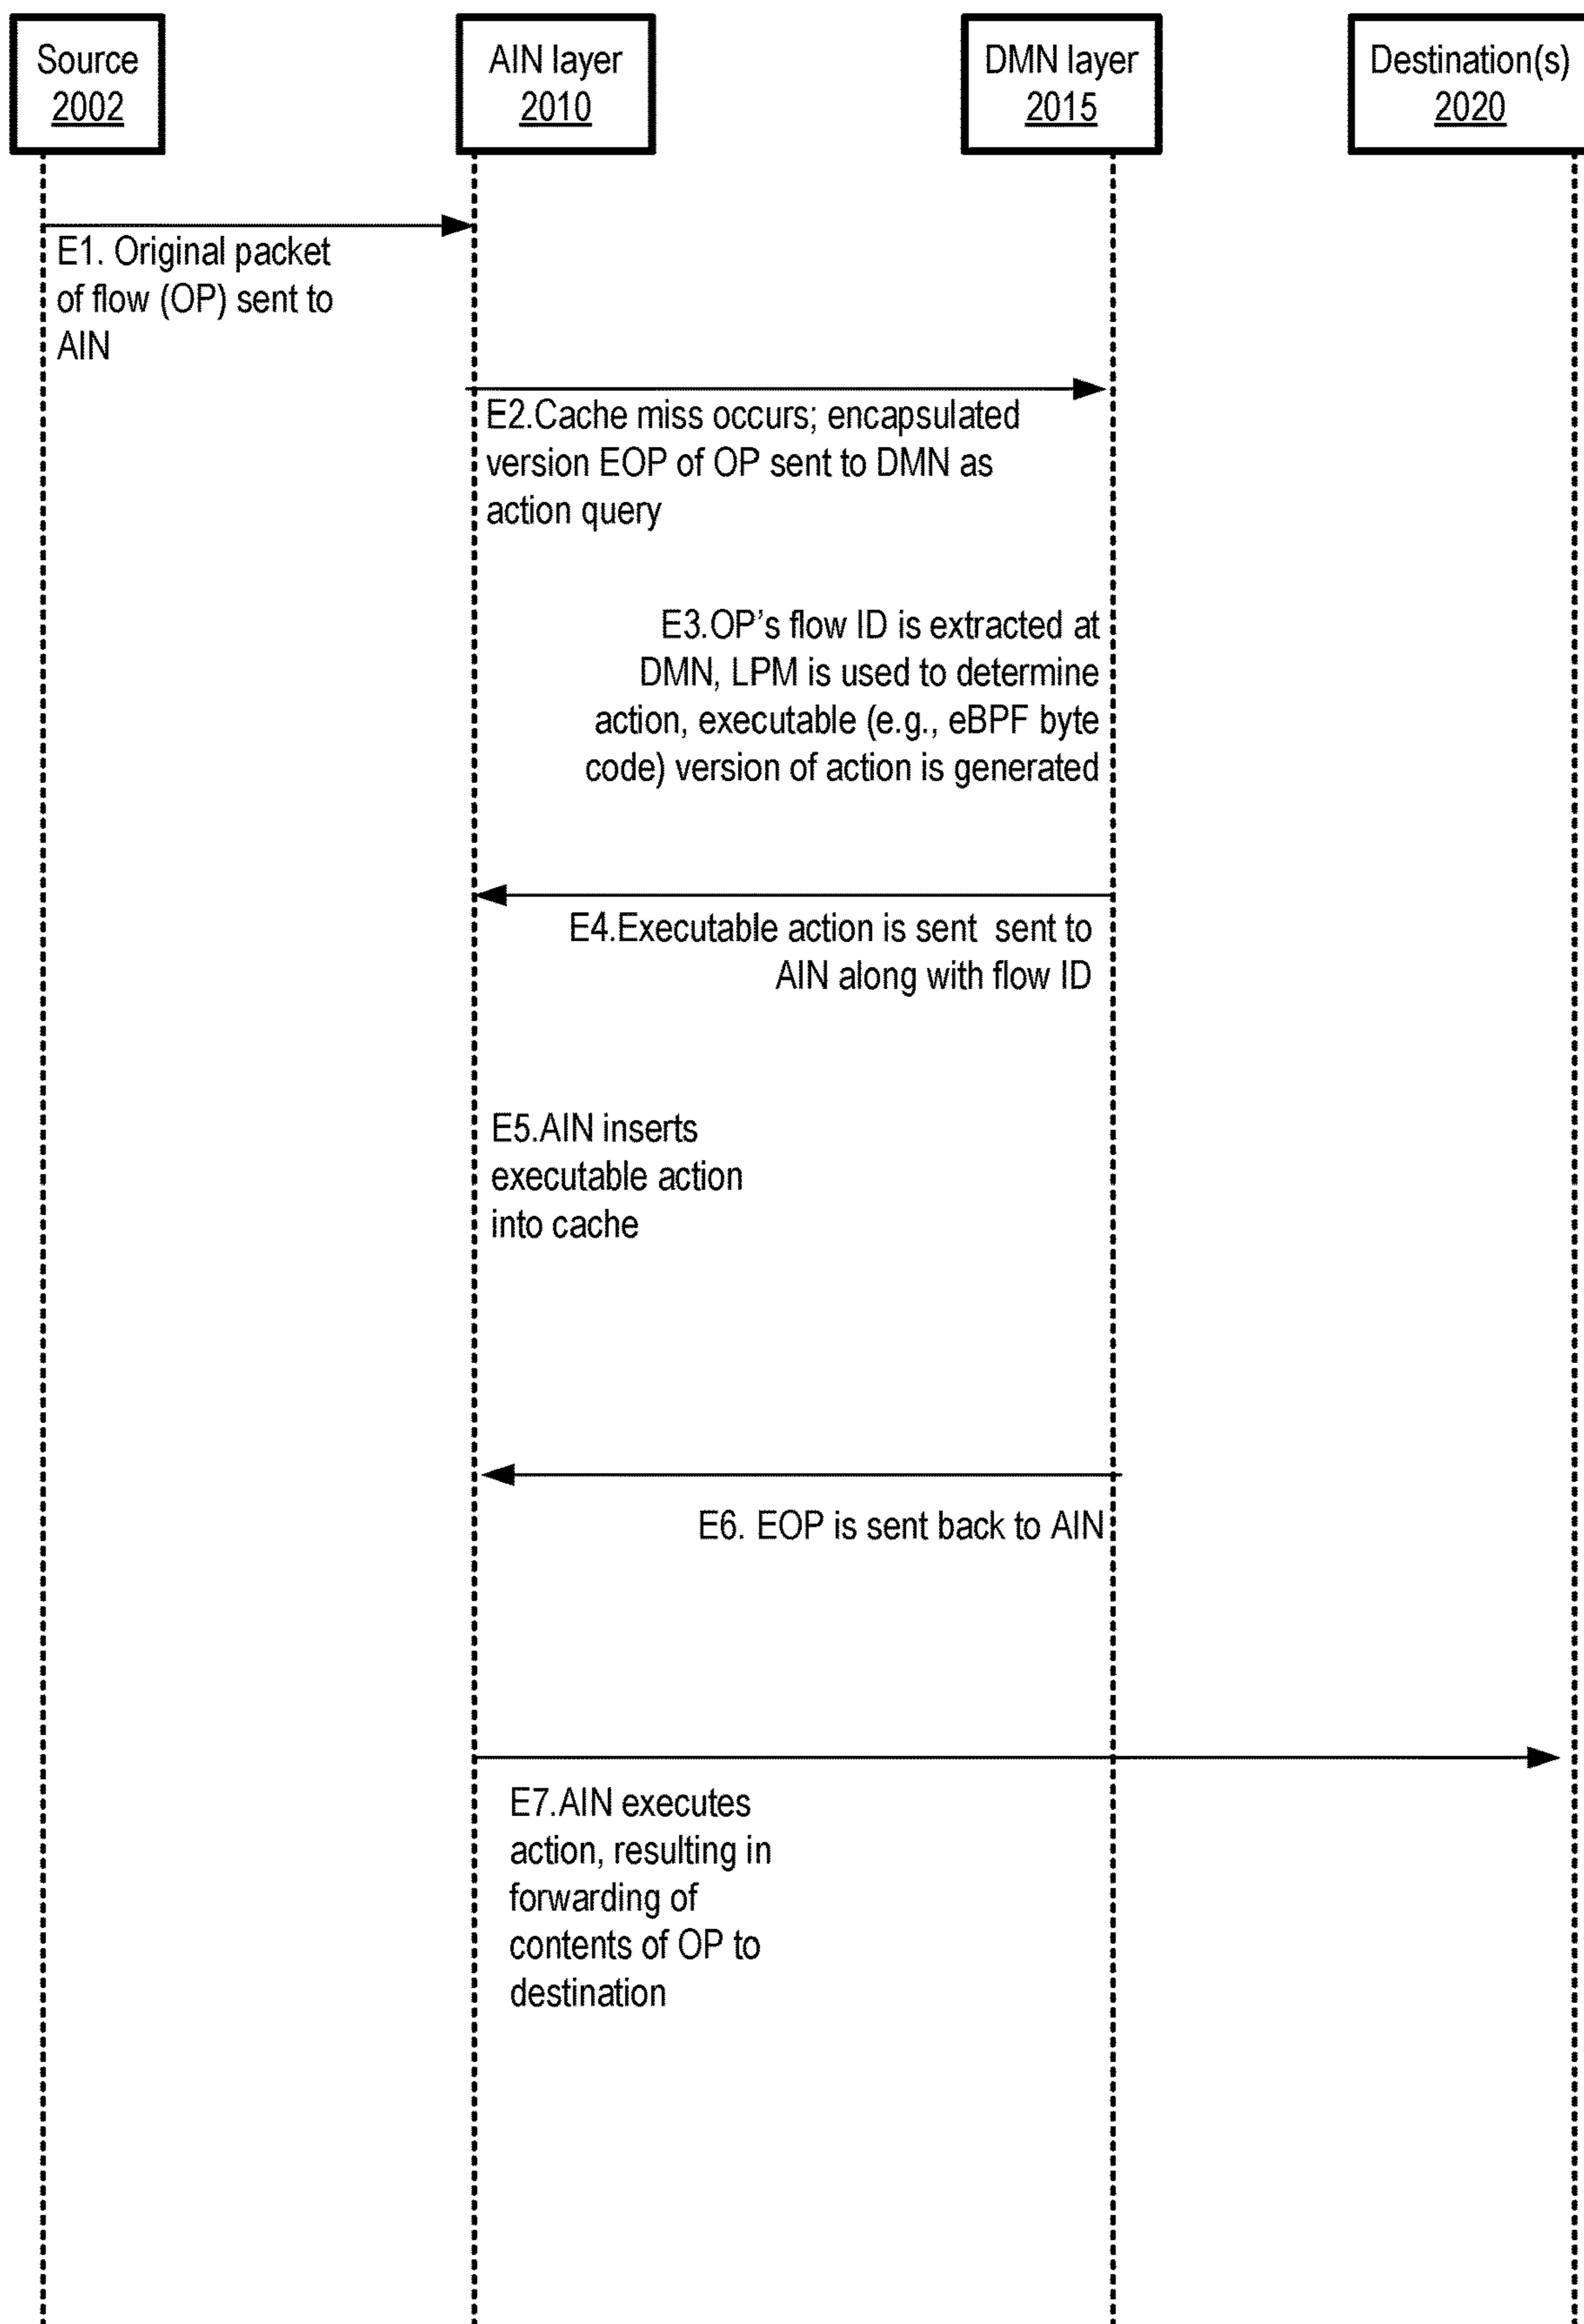 Source
2002
AIN layer
2010
DMN layer
2015
Destination(s)
2020
E1. Original packet
of flow (OP) sent to
AIN
E2.Cache miss occurs; encapsulated
version EOP of OP sent to DMN as
action query
E3.OP's flow ID is extracted at
DMN, LPM is used to determine
action, executable (e.g., eBPF byte
code) version of action is generated
E4.Executable action is sent  sent to
AIN along with flow ID
E5.AIN inserts
executable action
into cache
E6. EOP is sent back to AIN
E7.AIN executes
action, resulting in
forwarding of
contents of OP to
destination